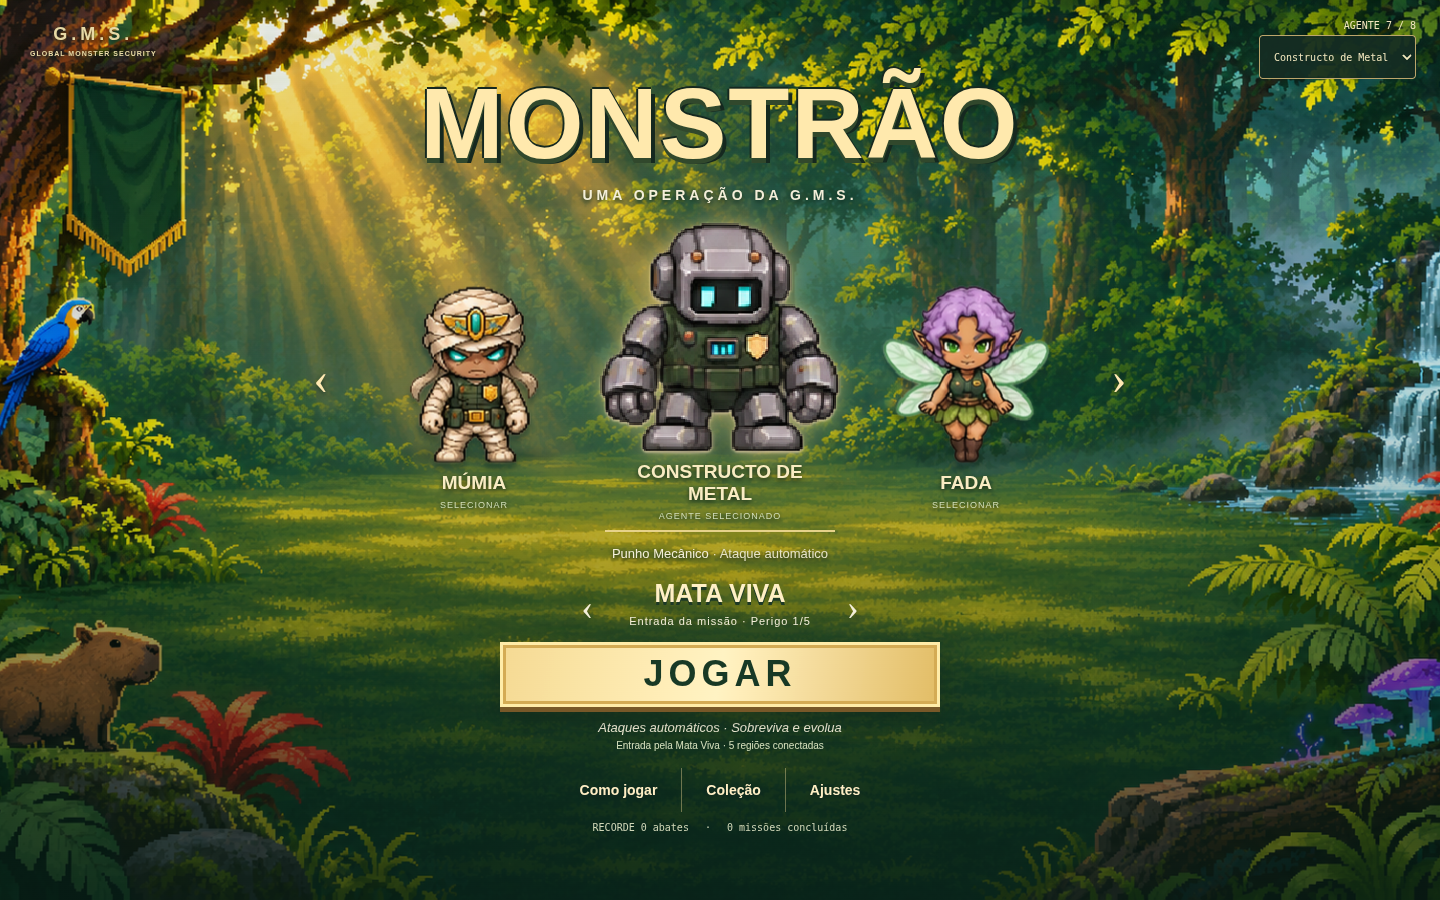 G.M.S.
GLOBAL MONSTER SECURITY
AGENTE 7 / 8
Constructo de Metal
MONSTRÃO
UMA OPERAÇÃO DA G.M.S.
‹
›
MÚMIA
SELECIONAR
CONSTRUCTO DE
METAL
AGENTE SELECIONADO
FADA
SELECIONAR
Punho Mecânico · Ataque automático
‹
MATA VIVA
›
Entrada da missão · Perigo 1/5
JOGAR
Ataques automáticos · Sobreviva e evolua
Entrada pela Mata Viva · 5 regiões conectadas
Como jogar
Coleção
Ajustes
RECORDE 0 abates · 0 missões concluídas